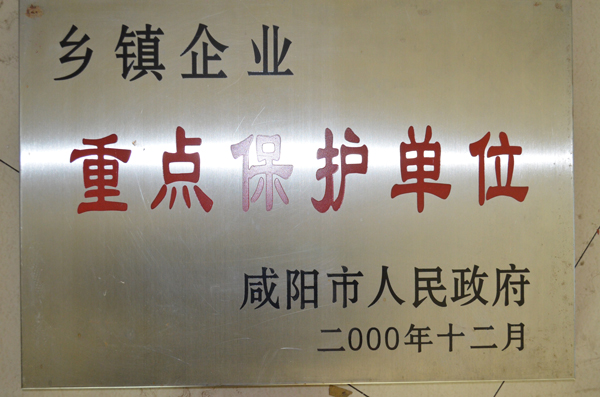 乡镇企业
重点保护单位
咸阳市人民政府
二000年十二月